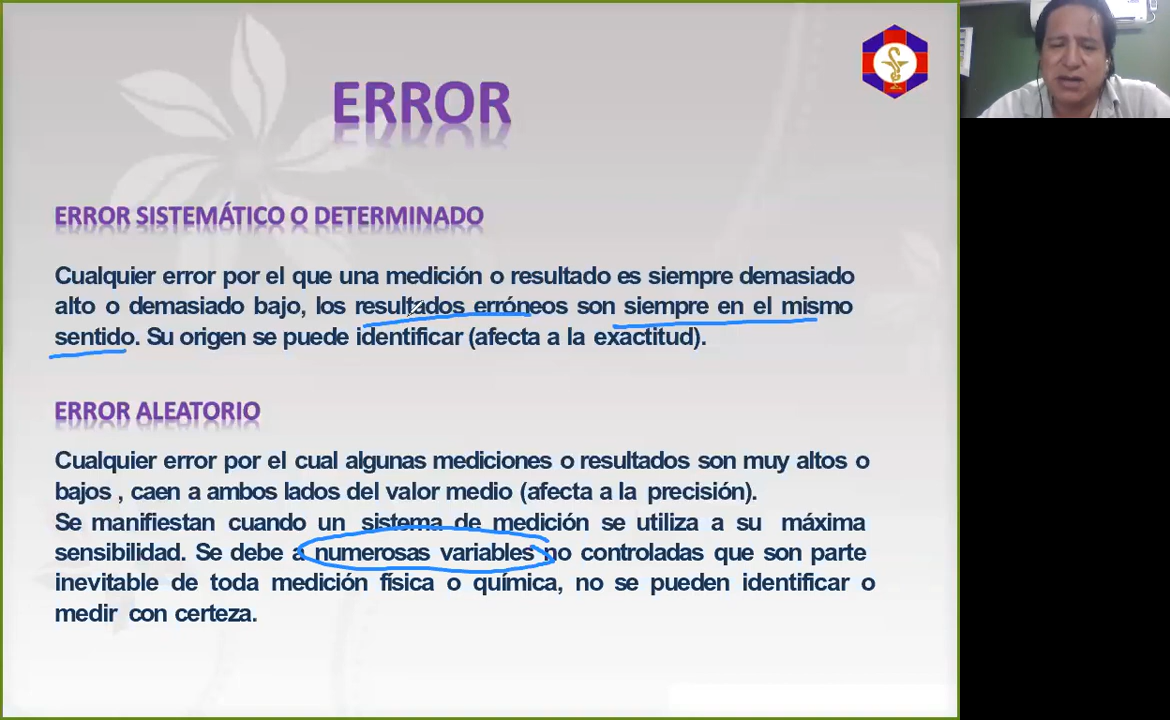 ERROR
ERROR SISTEMÁTICO O DETERMINADO
Cualquier error por el que una medición o resultado es siempre demasiado
alto o demasiado bajo, los resultados erróneos son siempre en el mismo
sentido. Su origen se puede identificar (afecta a la exactitud).
ERROR ALEATORIO
Cualquier error por el cual algunas mediciones o resultados son muy altos o
bajos , caen a ambos lados del valor medio (afecta a la precisión).
Se manifiestan cuando un sistema de medición se utiliza a su máxima
sensibilidad. Se debe a numerosas variables no controladas que son parte
inevitable de toda medición física o química, no se pueden identificar o
medir con certeza.